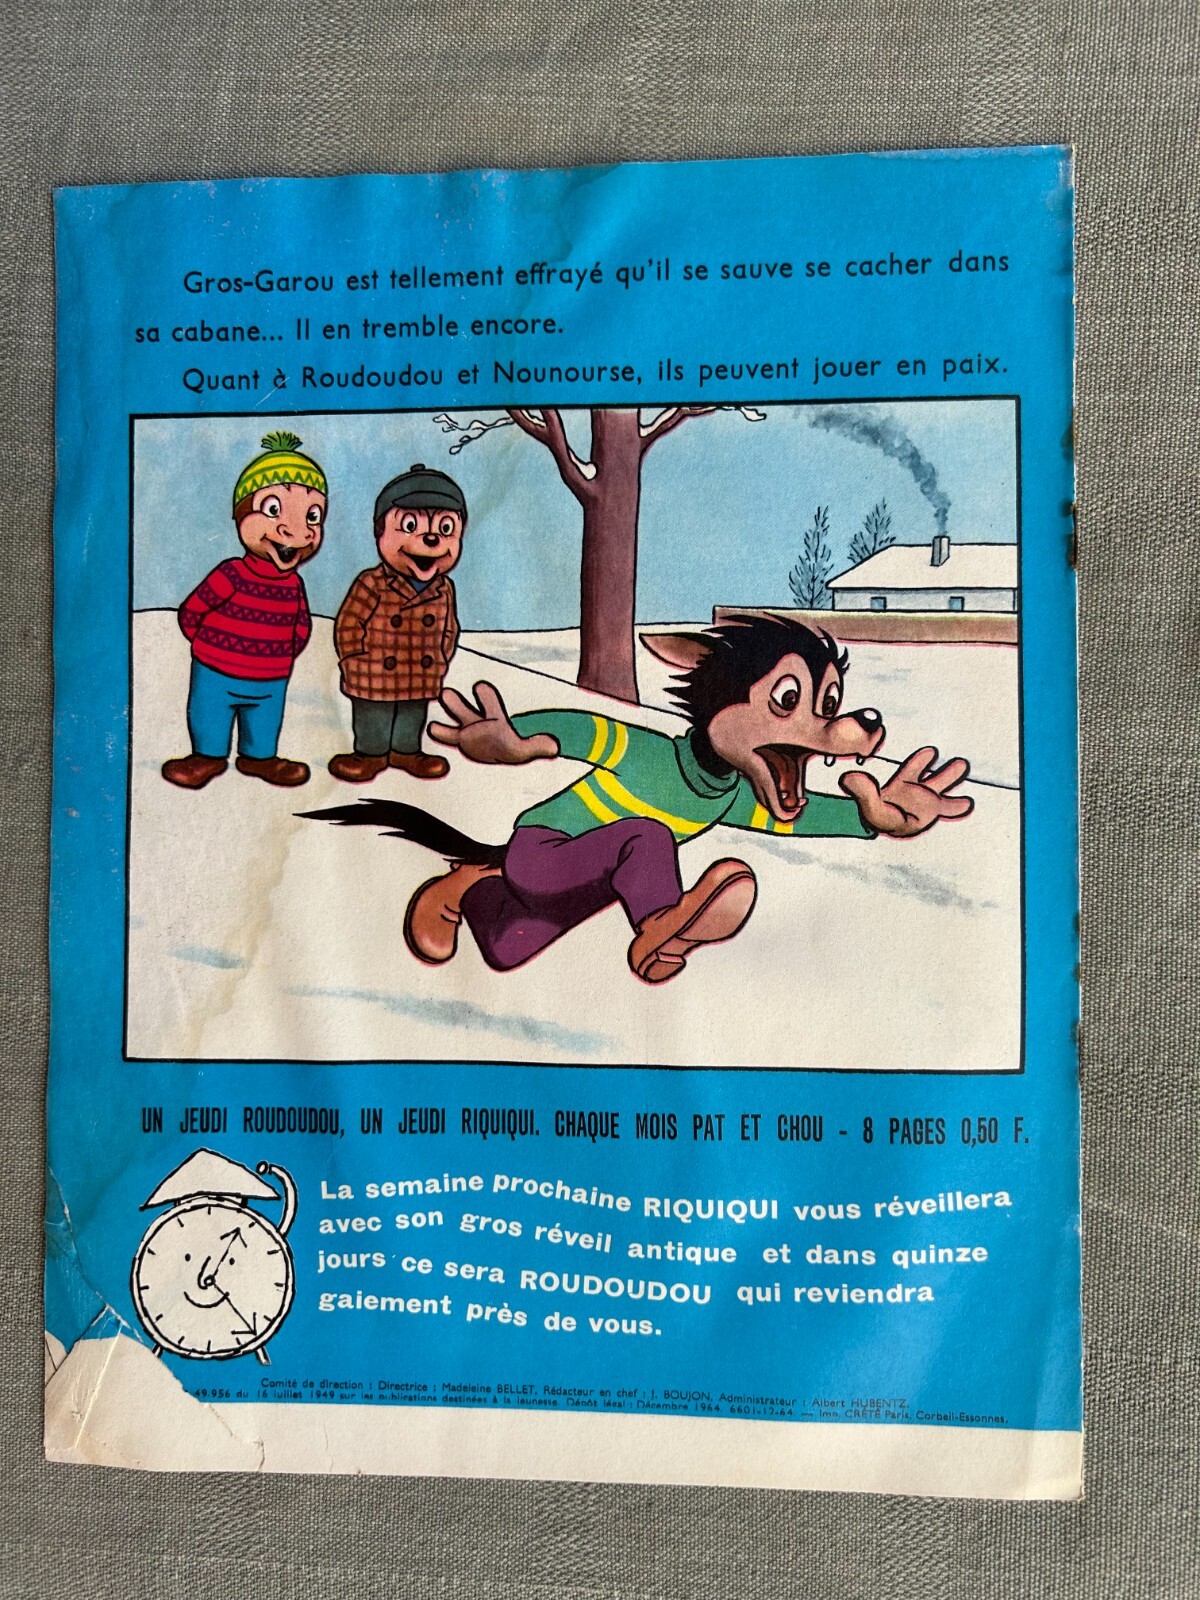 Gros-Garou est tellement effrayé qu'il se sauve se cacher dans
sa cabane... Il en tremble encore.
Quant à Roudoudou et Nounourse, ils peuvent jouer en paix.
UN JEUDI ROUDOUDOU, UN JEUDI RIQUIQUI. CHAQUE MOIS PAT ET CHOU - 8 PAGES 0,50 F.
La semaine prochaine RIQUIQUI vous réveillera
avec son gros réveil antique et dans quinze
jours ce sera ROUDOUDOU qui reviendra
gaiement près de vous.
Comité de direction : Directrice : Madeleine BELLET, Rédacteur en chef : J. BOUJON, Administrateur : Albert HUBENTZ.
49.956 du 16 juillet 1949 sur les publications destinées à la jeunesse. Dépôt légal : Décembre 1964. 6601-12-64. — Imp. CRÉTÉ Paris, Corbeil-Essonnes.